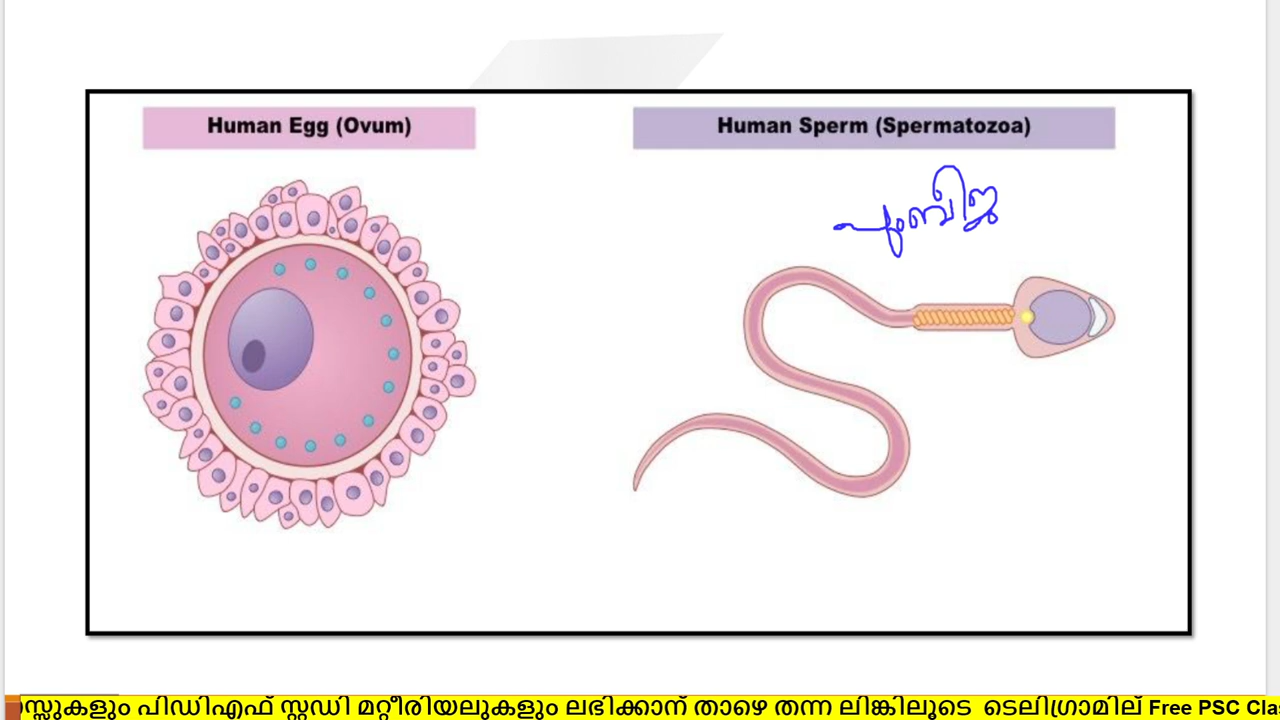 Human Egg (Ovum)
Human Sperm (Spermatozoa)
പുംബീജ
സ്സുകളും പിഡിഎഫ് സ്റ്റഡി മറ്റീരിയലുകളും ലഭിക്കാന് താഴെ തന്ന ലിങ്കിലൂടെ ടെലിഗ്രാമില് Free PSC Cla